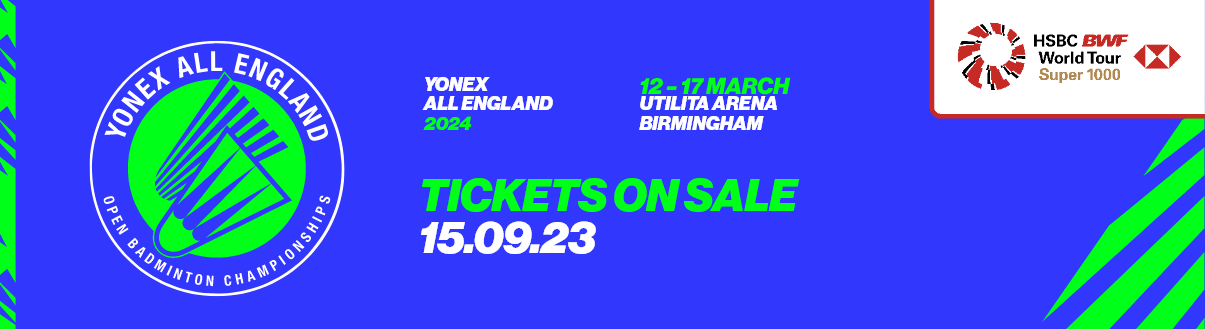 YONEX ALL ENGLAND
OPEN BADMINTON CHAMPIONSHIPS
YONEX
ALL ENGLAND
2024
12 – 17 MARCH
UTILITA ARENA
BIRMINGHAM
TICKETS ON SALE
15.09.23
HSBC BWF
World Tour
Super 1000